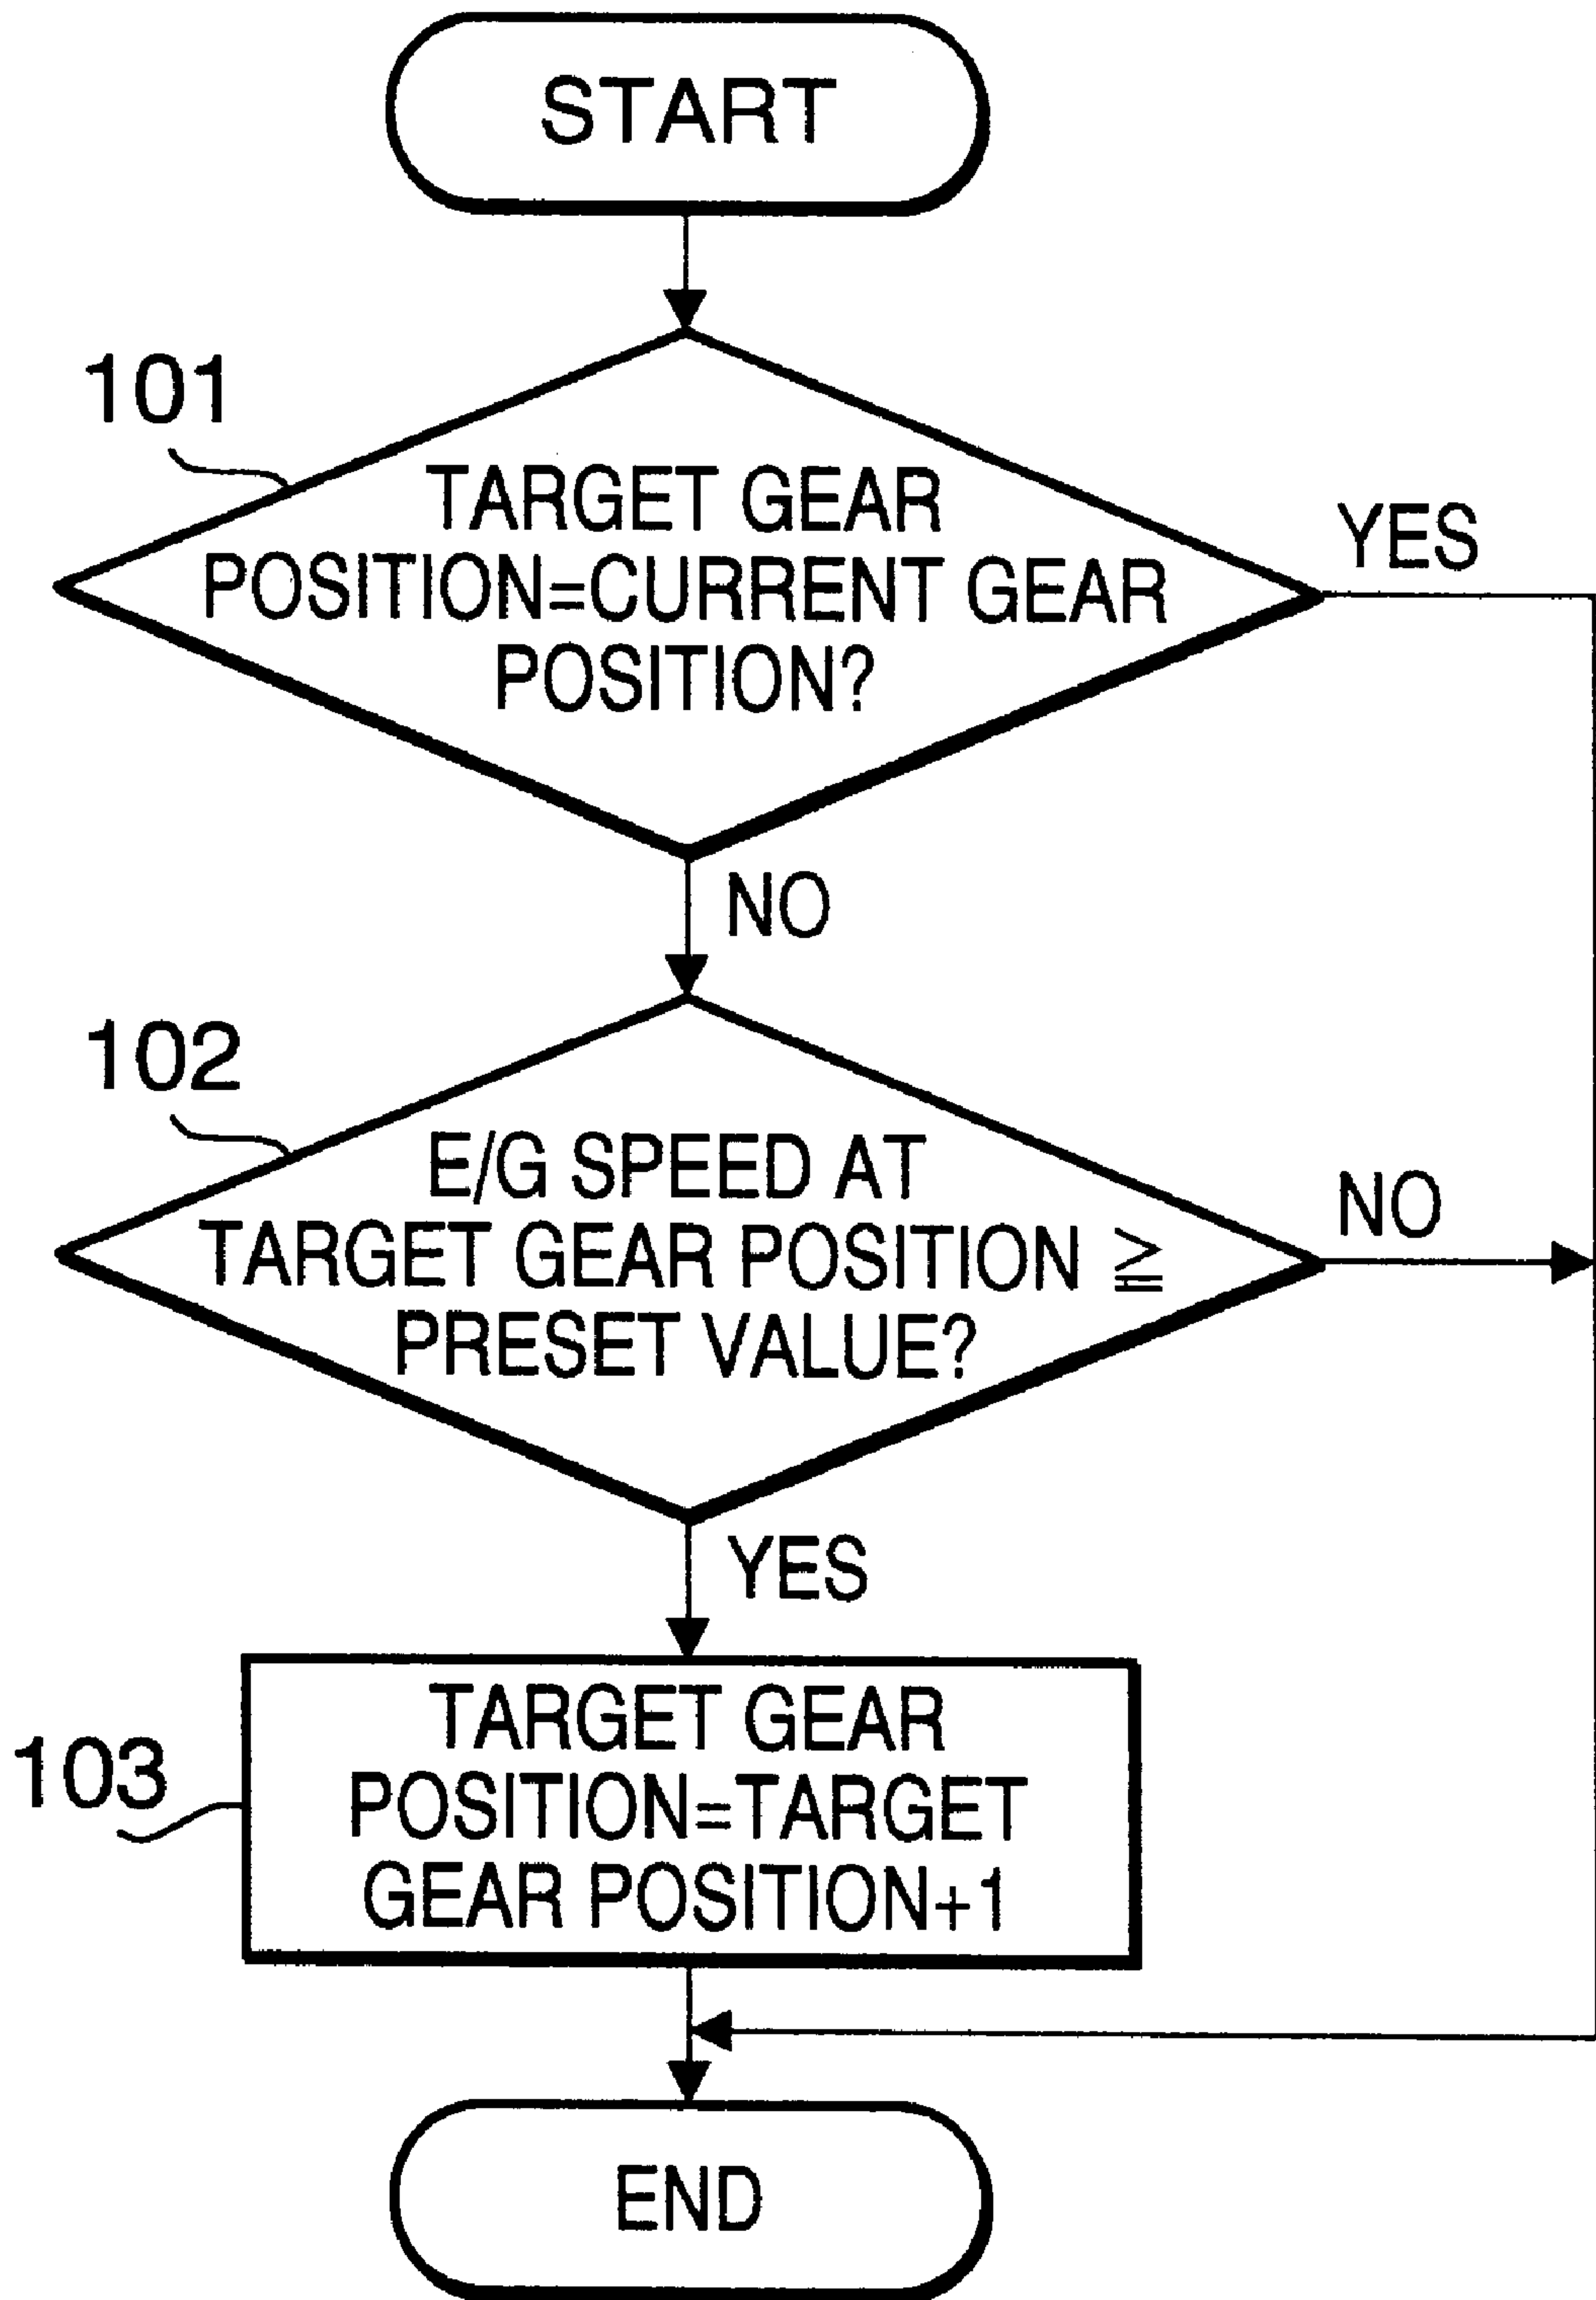 START
101
TARGET GEAR
POSITION=CURRENT GEAR
POSITION?
YES
NO
102
E/G SPEED AT
TARGET GEAR POSITION ≧
PRESET VALUE?
NO
YES
103
TARGET GEAR
POSITION=TARGET
GEAR POSITION+1
END